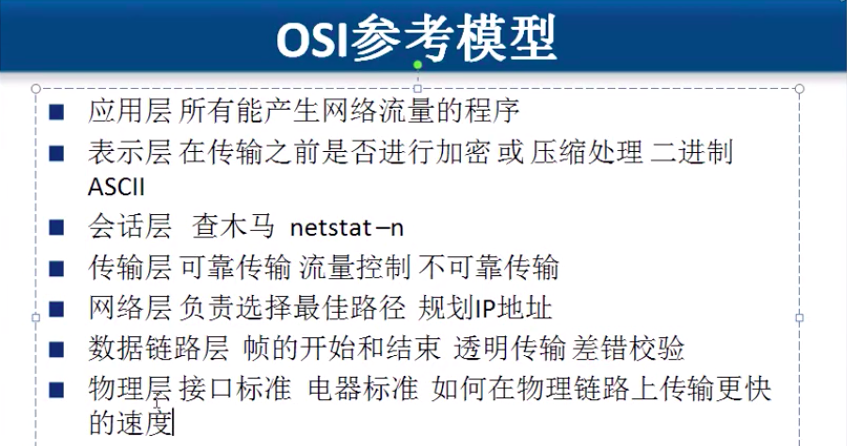 OSI参考模型
应用层 所有能产生网络流量的程序
表示层 在传输之前是否进行加密 或 压缩处理 二进制
ASCII
会话层 查木马 netstat –n
传输层 可靠传输 流量控制 不可靠传输
网络层 负责选择最佳路径 规划IP地址
数据链路层 帧的开始和结束 透明传输 差错校验
物理层 接口标准 电器标准 如何在物理链路上传输更快
的速度